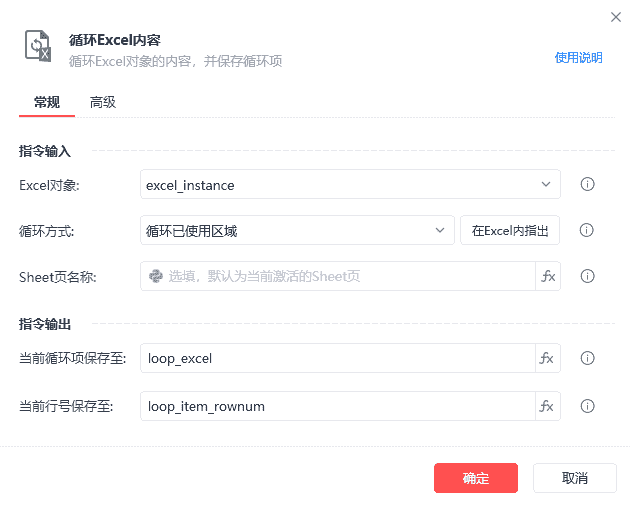 循环Excel内容
循环Excel对象的内容，并保存循环项
使用说明
常规 高级
指令输入
Excel对象: excel_instance
循环方式: 循环已使用区域 在Excel内指出
Sheet页名称: 选填，默认为当前激活的Sheet页 fx
指令输出
当前循环项保存至: loop_excel fx
当前行号保存至: loop_item_rownum fx
确定 取消